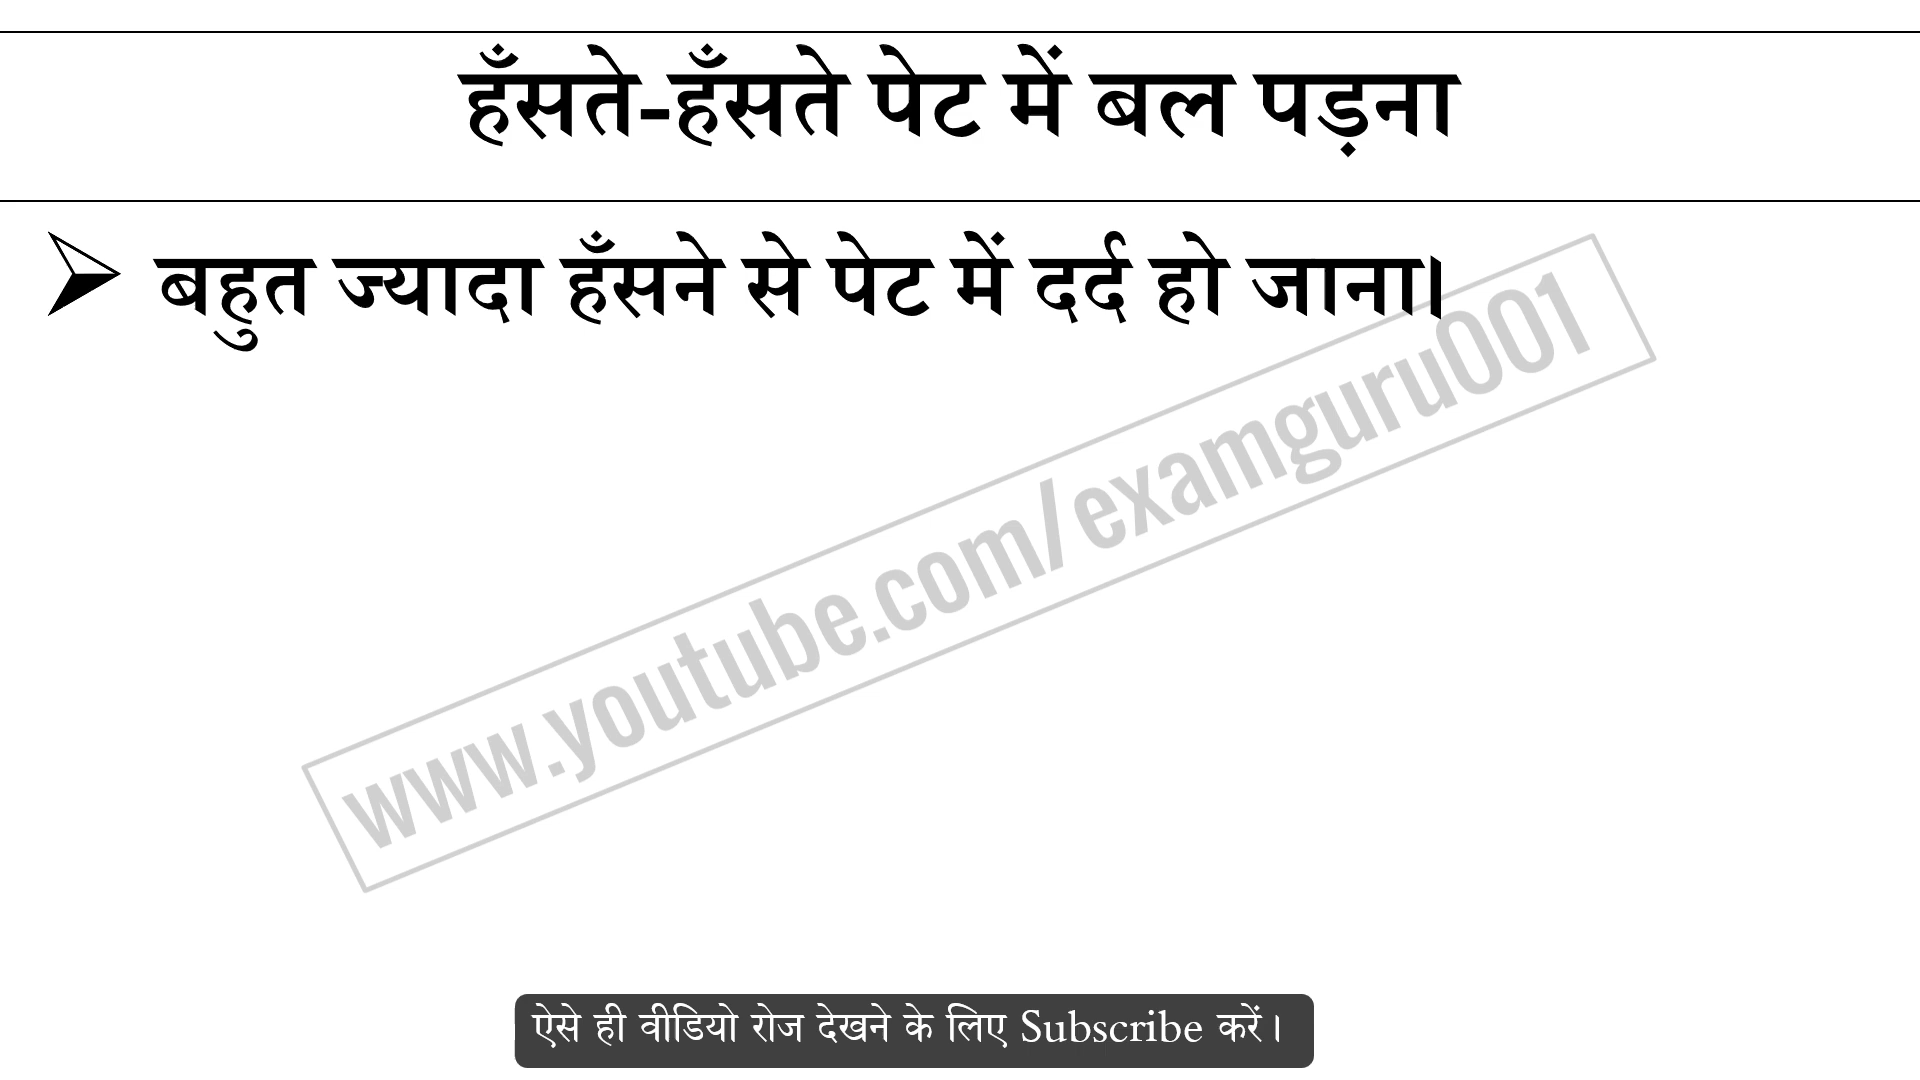 हँसते-हँसते पेट में बल पड़ना
बहुत ज्यादा हँसने से पेट में दर्द हो जाना।
www.youtube.com/examguru001
ऐसे ही वीडियो रोज देखने के लिए Subscribe करें।